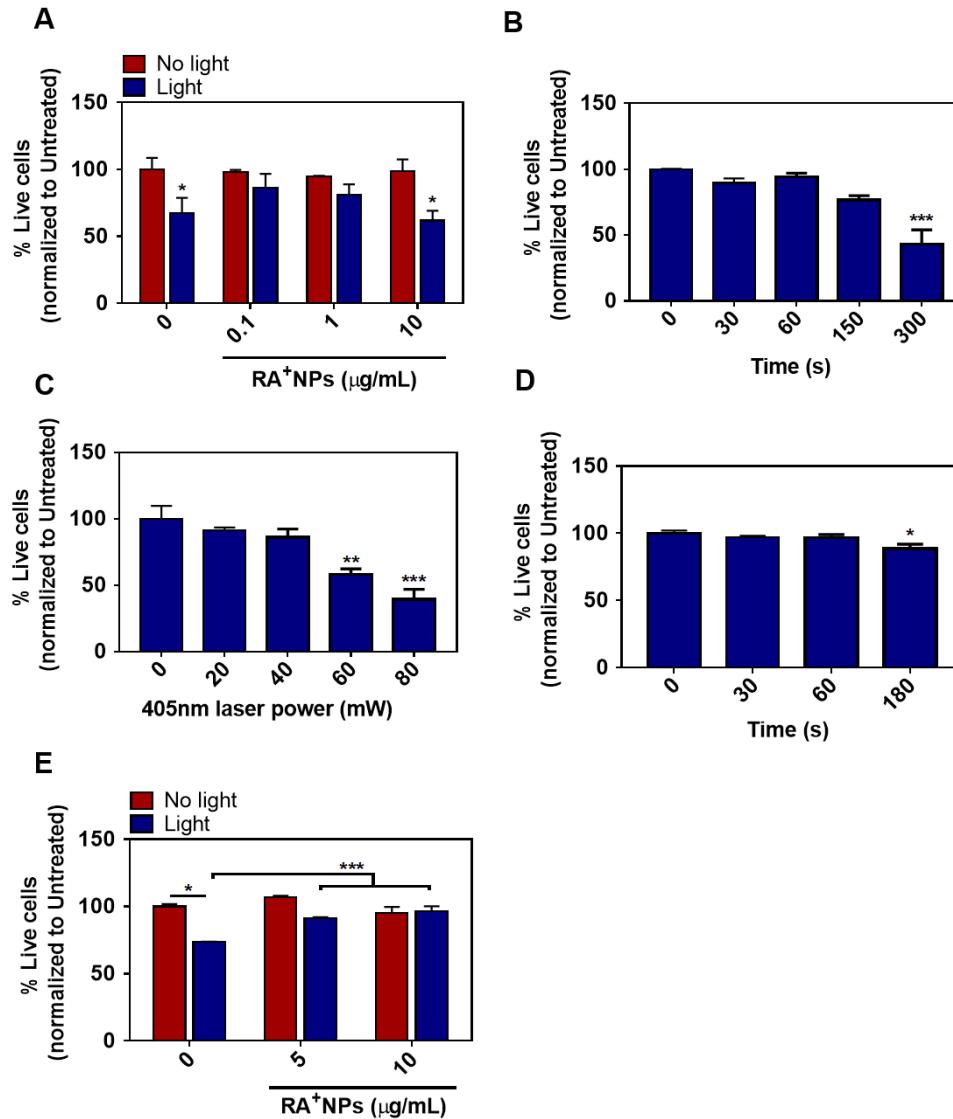 A
No light
Light
% Live cells
(normalized to Untreated)
150
100
50
0
*
*
0
0.1
1
10
RA⁺NPs (μg/mL)
B
% Live cells
(normalized to Untreated)
150
100
50
0
***
0
30
60
150
300
Time (s)
C
% Live cells
(normalized to Untreated)
150
100
50
0
**
***
0
20
40
60
80
405nm laser power (mW)
D
% Live cells
(normalized to Untreated)
150
100
50
0
*
0
30
60
180
Time (s)
E
No light
Light
% Live cells
(normalized to Untreated)
150
100
50
0
*
***
0
5
10
RA⁺NPs (μg/mL)